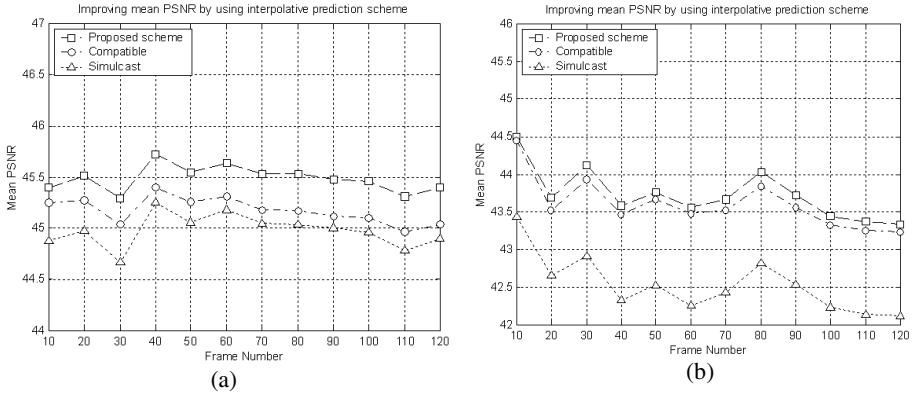 Improving mean PSNR by using interpolative prediction scheme
47
46.5
46
45.5
45
44.5
44
Mean PSNR
Proposed scheme
Compatible
Simulcast
10 20 30 40 50 60 70 80 90 100 110 120
Frame Number
(a)
Improving mean PSNR by using interpolative prediction scheme
46
45.5
45
44.5
44
43.5
43
42.5
42
Mean PSNR
Proposed scheme
Compatible
Simulcast
10 20 30 40 50 60 70 80 90 100 110 120
Frame Number
(b)